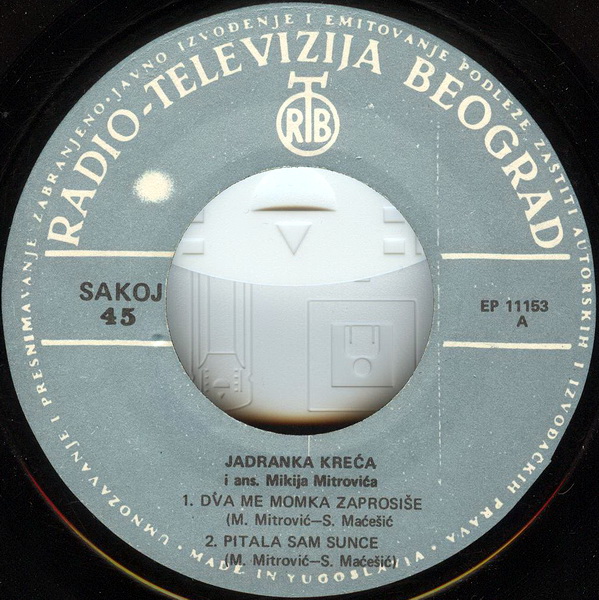 UMNOZAVANJE I PRESNIMAVANJE ZABRANJENO · JAVNO IZVOĐENJE I EMITOVANJE PODLEŽE ZAŠTITI AUTORSKIH I IZVOĐAČKIH PRAVA ·
RADIO-TELEVIZIJA BEOGRAD
RTB
SAKOJ
45
EP 11153
A
JADRANKA KREĆA
i ans. Mikija Mitrovića
1. DVA ME MOMKA ZAPROSIŠE
(M. Mitrović—S. Maćešić
2. PITALA SAM SUNCE
(M. Mitrović—S. Maćešić)
MADE IN YUGOSLAVIA